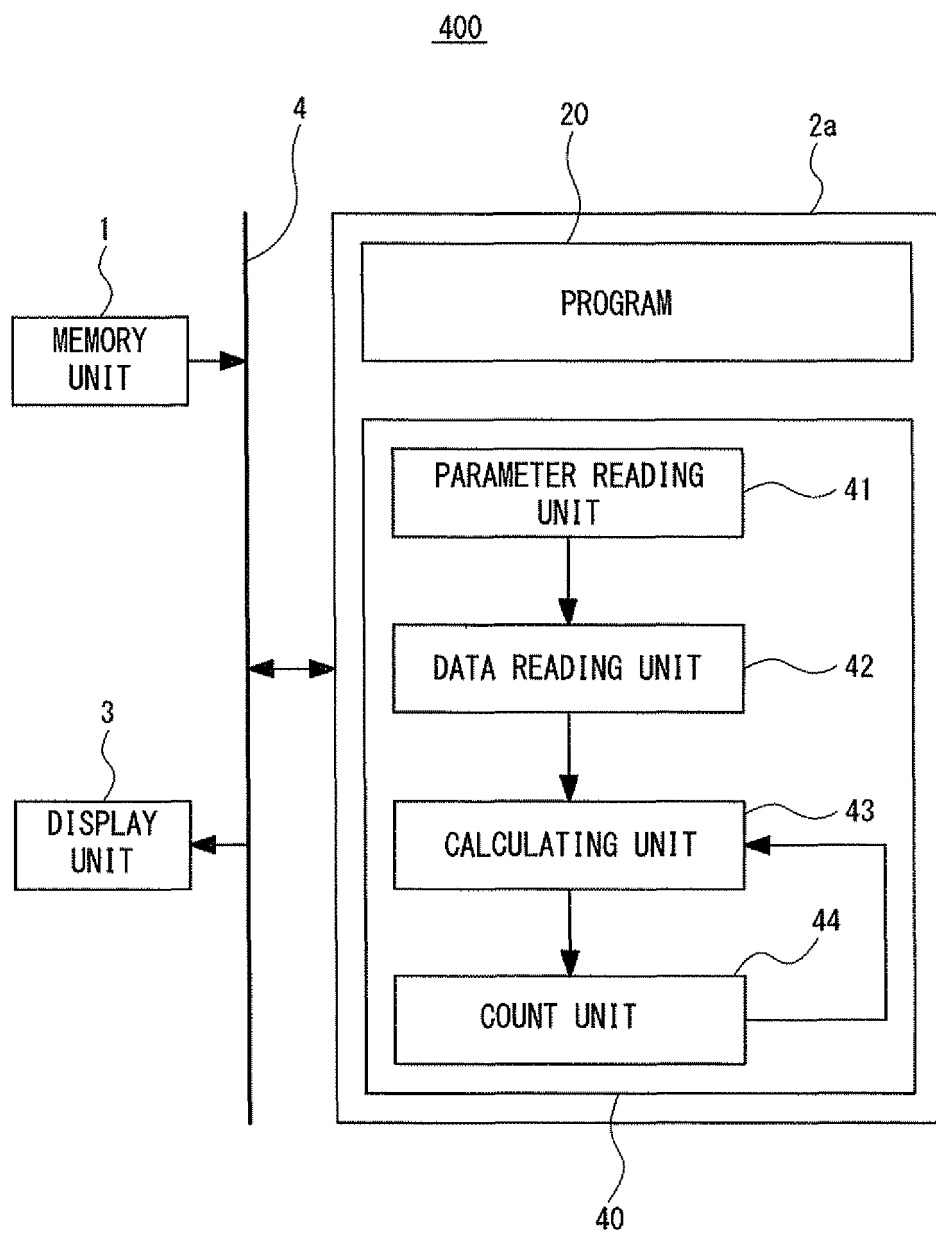 400
4
20
2a
1
PROGRAM
MEMORY
UNIT
PARAMETER READING
UNIT
41
DATA READING UNIT
42
3
DISPLAY
UNIT
43
CALCULATING UNIT
44
COUNT UNIT
40